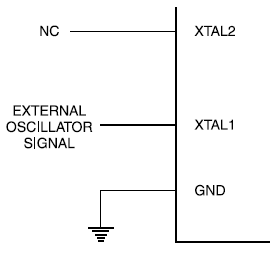 NC
XTAL2
EXTERNAL
OSCILLATOR
SIGNAL
XTAL1
GND